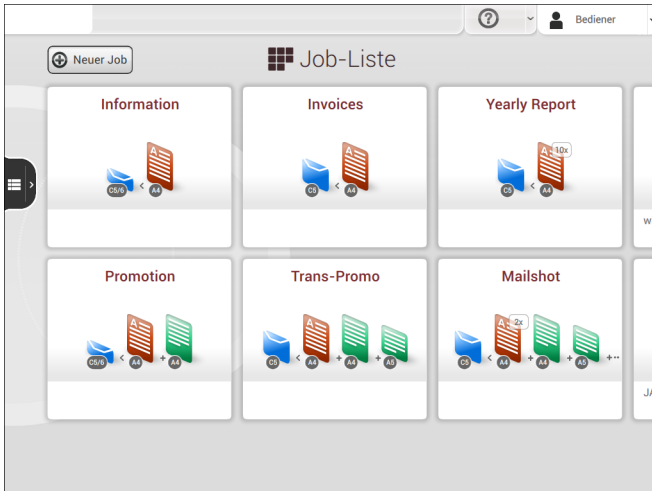 ? Bediener
Neuer Job
Job-Liste
Information
Invoices
Yearly Report
A
C5/6 < A4
A
C5 < A4
A 10x
C5 < A4
Promotion
Trans-Promo
Mailshot
A
C5/6 < A4 + A4
A
C5 < A4 + A4 + A5
A 2x
C5 < A4 + A4 + A5 + ··
JA